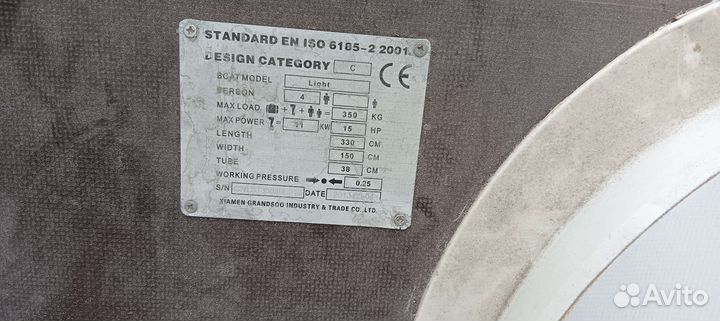 STANDARD EN ISO 6185-2 2001
DESIGN CATEGORY C CE
BOAT MODEL Light
PERSON 4
MAX LOAD + + = 350 KG
MAX POWER = 11 KW 15 HP
LENGTH 330 CM
WIDTH 150 CM
TUBE 38 CM
WORKING PRESSURE 0.25
S/N DATE
XIAMEN GRANDSOO INDUSTRY & TRADE CO.,LTD.
Avito